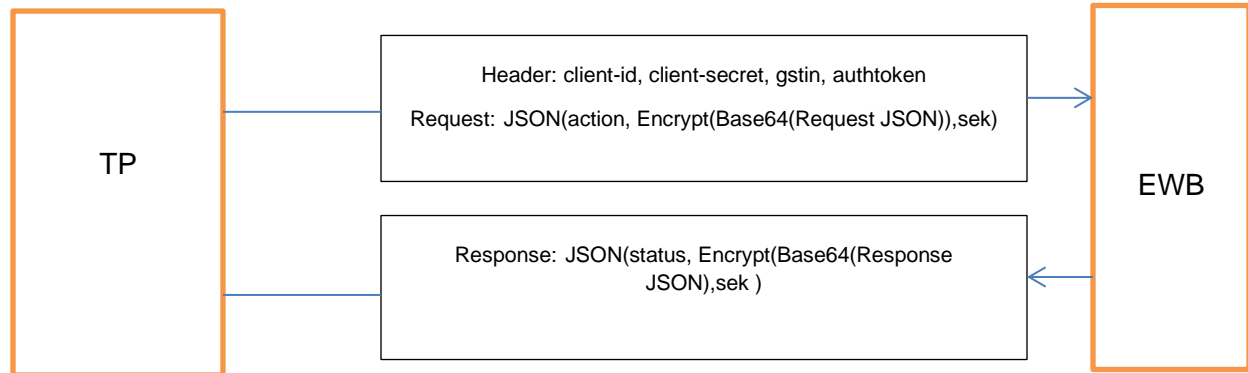 TP
Header: client-id, client-secret, gstin, authtoken
Request: JSON(action, Encrypt(Base64(Request JSON)),sek)
EWB
Response: JSON(status, Encrypt(Base64(Response
JSON),sek )